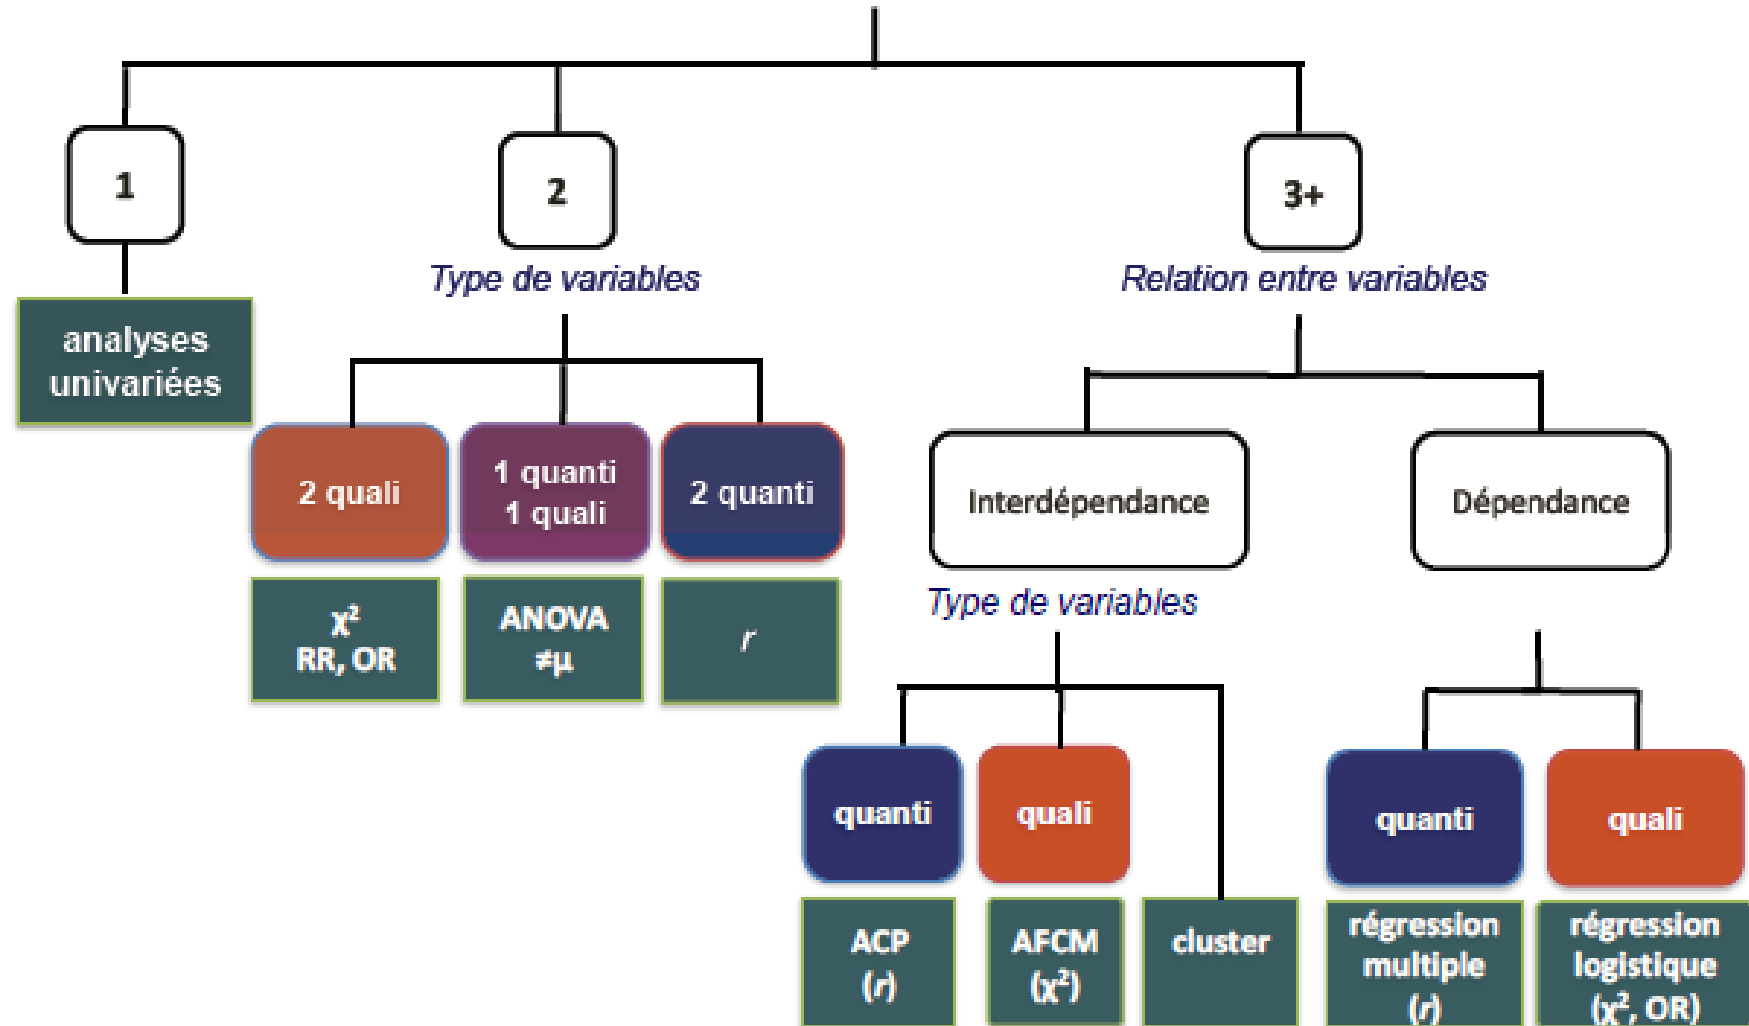 1
2
3+
Type de variables
Relation entre variables
analyses
univariées
2 quali
1 quanti
1 quali
2 quanti
Interdépendance
Dépendance
χ²
RR, OR
ANOVA
≠μ
r
Type de variables
quanti
quali
quanti
quali
ACP
(r)
AFCM
(χ²)
cluster
régression
multiple
(r)
régression
logistique
(χ², OR)